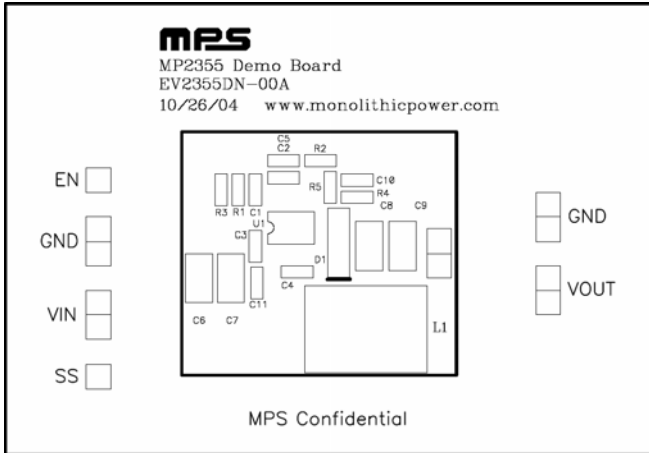 MPS
MP2355 Demo Board
EV2355DN-00A
10/26/04 www.monolithicpower.com
C5
C2 R2
EN
R5 C10
R4
R3 R1 C1 C8 C9
U1
GND
GND
C3
D1
C4
VOUT
VIN
C11
C6 C7
L1
SS
MPS Confidential